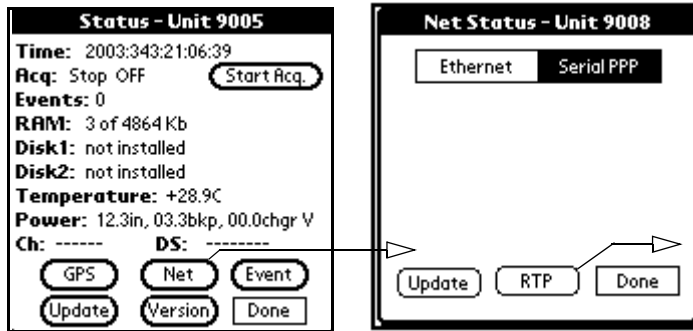 Status - Unit 9005
Time: 2003:343:21:06:39
Acq: Stop OFF Start Acq.
Events: 0
RAM: 3 of 4864 Kb
Disk1: not installed
Disk2: not installed
Temperature: +28.9C
Power: 12.3in, 03.3bkp, 00.0chgr V
Ch: ------ DS: --------
GPS Net Event
Update Version Done
Net Status - Unit 9008
Ethernet Serial PPP
Update RTP Done